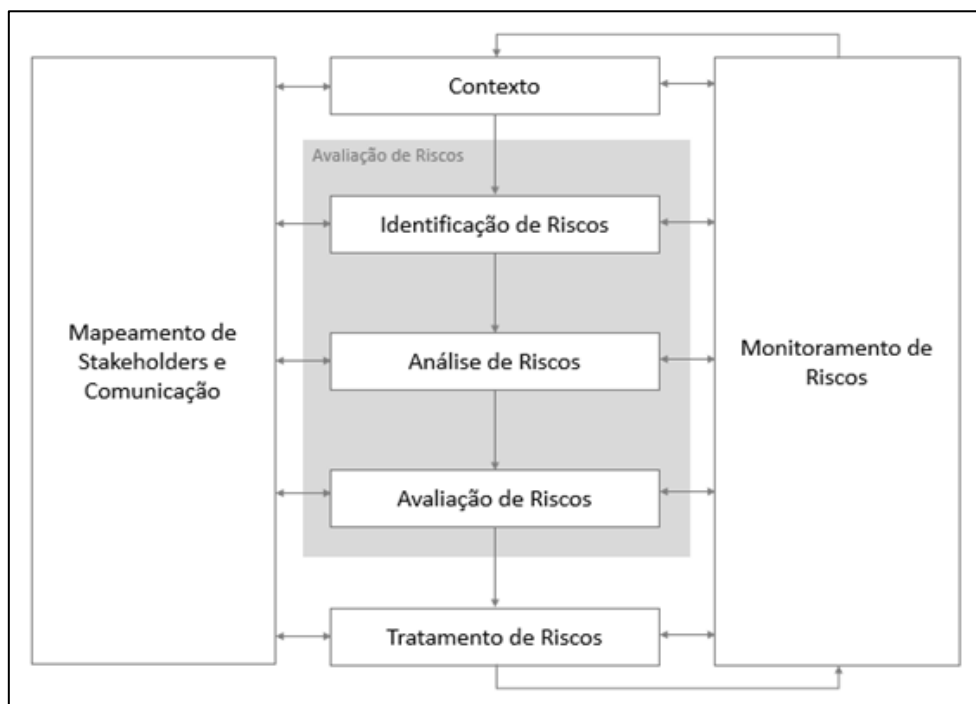 Contexto
Avaliação de Riscos
Identificação de Riscos
Mapeamento de
Stakeholders e
Comunicação
Análise de Riscos
Monitoramento de
Riscos
Avaliação de Riscos
Tratamento de Riscos